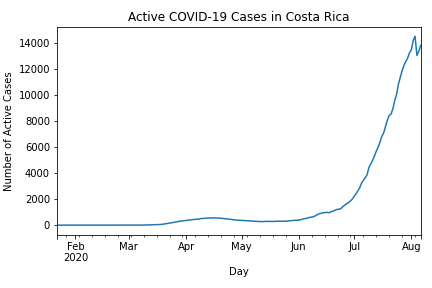 Active COVID-19 Cases in Costa Rica
14000
12000
10000
8000
6000
4000
2000
0
Number of Active Cases
Feb
2020
Mar
Apr
May
Jun
Jul
Aug
Day